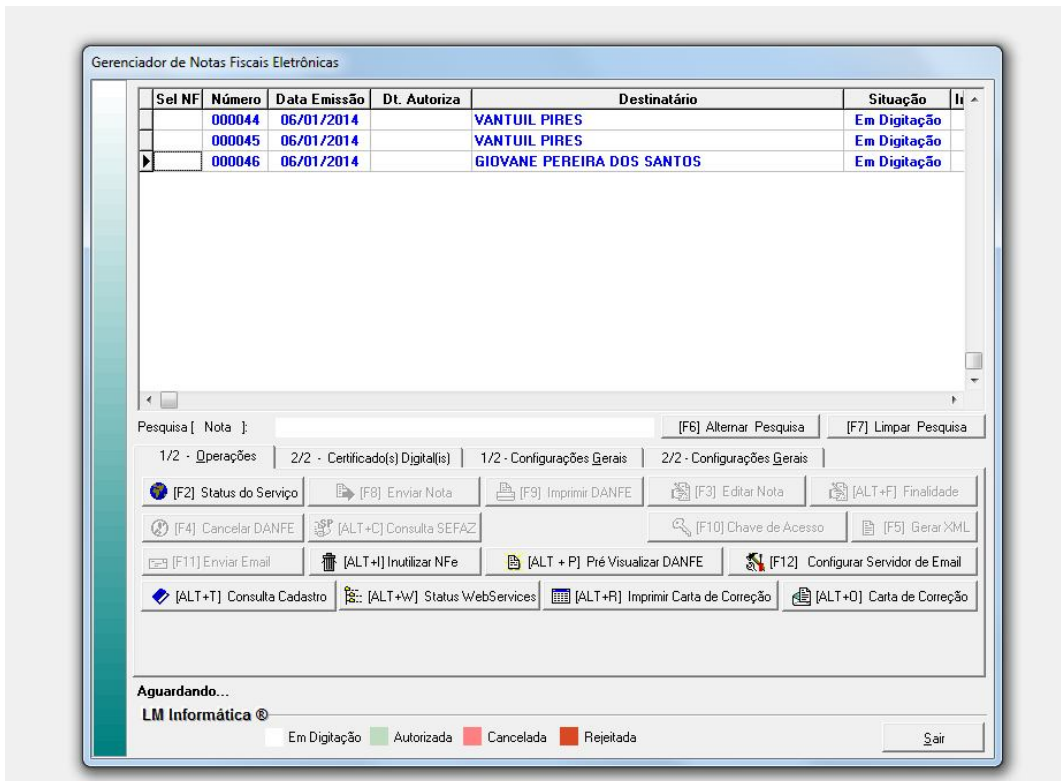 Gerenciador de Notas Fiscais Eletrônicas
Sel NF Número Data Emissão Dt. Autoriza Destinatário Situação
000044 06/01/2014 VANTUIL PIRES Em Digitação
000045 06/01/2014 VANTUIL PIRES Em Digitação
000046 06/01/2014 GIOVANE PEREIRA DOS SANTOS Em Digitação
Pesquisa [ Nota ]: [F6] Alternar Pesquisa [F7] Limpar Pesquisa
1/2 - Operações 2/2 - Certificado(s) Digital(is) 1/2 - Configurações Gerais 2/2 - Configurações Gerais
[F2] Status do Serviço [F8] Enviar Nota [F9] Imprimir DANFE [F3] Editar Nota [ALT+F] Finalidade
[F4] Cancelar DANFE [ALT+C] Consulta SEFAZ [F10] Chave de Acesso [F5] Gerar XML
[F11] Enviar Email [ALT+I] Inutilizar NFe [ALT + P] Pré Visualizar DANFE [F12] Configurar Servidor de Email
[ALT+T] Consulta Cadastro [ALT+W] Status WebServices [ALT+R] Imprimir Carta de Correção [ALT+O] Carta de Correção
Aguardando...
LM Informática ®
Em Digitação Autorizada Cancelada Rejeitada Sair